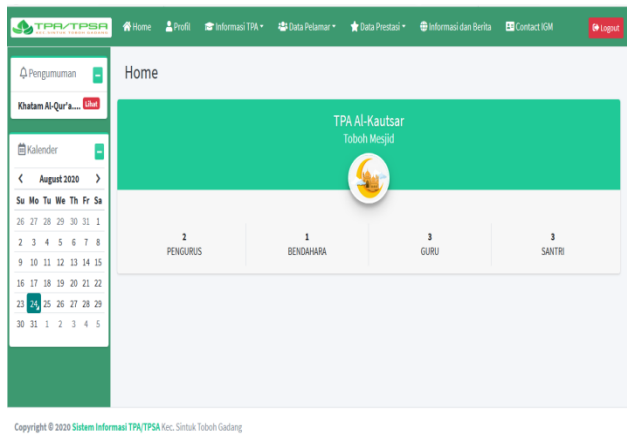 TPA/TPSA
KEC. SINTUK TOBOH GADANG
Home Profil Informasi TPA Data Pelamar Data Prestasi Informasi dan Berita Contact IGM Logout
Pengumuman
Khatam Al-Qur'a.... Lihat
Kalender
August 2020
Su Mo Tu We Th Fr Sa
26 27 28 29 30 31 1
2 3 4 5 6 7 8
9 10 11 12 13 14 15
16 17 18 19 20 21 22
23 24 25 26 27 28 29
30 31 1 2 3 4 5
Home
TPA Al-Kautsar
Toboh Mesjid
2 1 3 3
PENGURUS BENDAHARA GURU SANTRI
Copyright © 2020 Sistem Informasi TPA/TPSA Kec. Sintuk Toboh Gadang